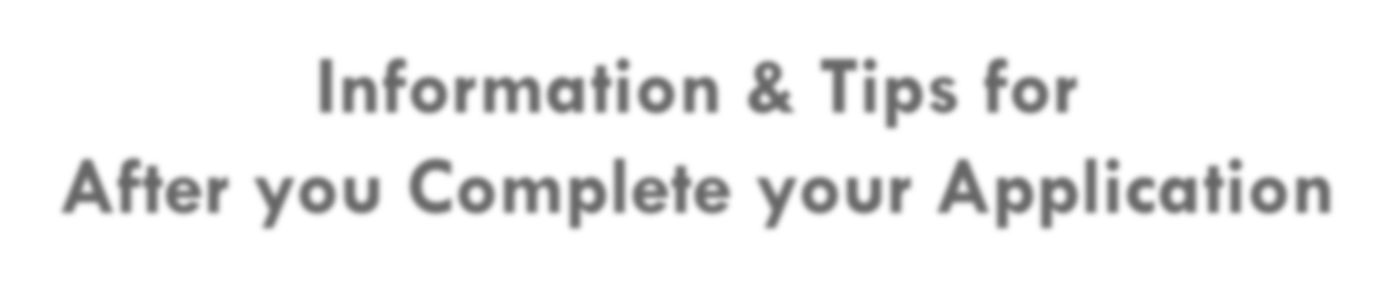 Information & Tips for
After you Complete your Application